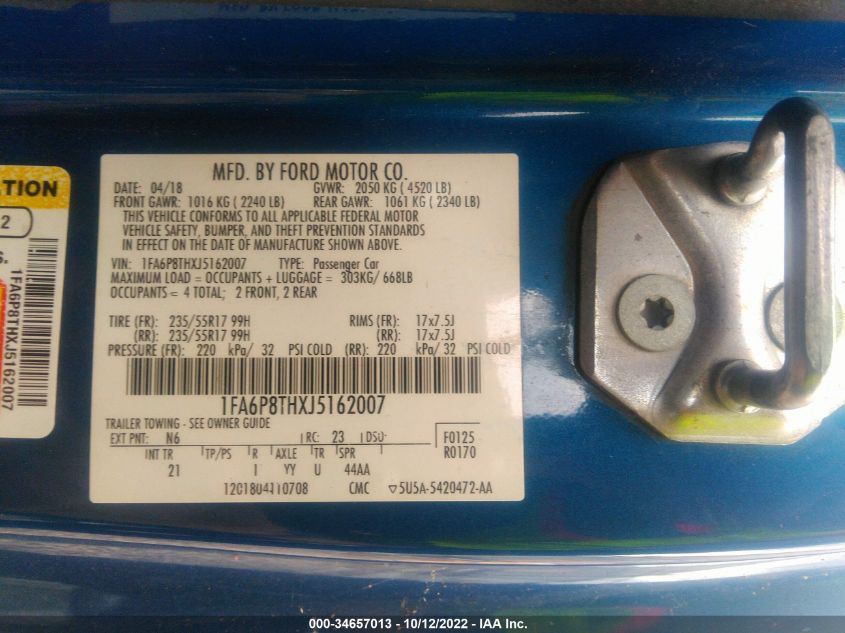 ATION
2
S.
1FA6P8THXJ5162007
MFD. BY FORD MOTOR CO.
DATE: 04/18 GVWR: 2050 KG ( 4520 LB)
FRONT GAWR: 1016 KG ( 2240 LB) REAR GAWR: 1061 KG ( 2340 LB)
THIS VEHICLE CONFORMS TO ALL APPLICABLE FEDERAL MOTOR
VEHICLE SAFETY, BUMPER, AND THEFT PREVENTION STANDARDS
IN EFFECT ON THE DATE OF MANUFACTURE SHOWN ABOVE.
VIN: 1FA6P8THXJ5162007 TYPE: Passenger Car
MAXIMUM LOAD = OCCUPANTS + LUGGAGE = 303KG/ 668LB
OCCUPANTS = 4 TOTAL; 2 FRONT, 2 REAR
TIRE (FR): 235/55R17 99H RIMS (FR): 17x7.5J
(RR): 235/55R17 99H (RR): 17x7.5J
PRESSURE (FR): 220 kPa/ 32 PSI COLD (RR): 220 kPa/ 32 PSI COLD
1FA6P8THXJ5162007
TRAILER TOWING - SEE OWNER GUIDE
EXT PNT: N6 RC: 23 DSO: F0125
R0170
INT TR TP/PS R AXLE TR SPR
21 I YY U 44AA
CMC ▽5U5A-5420472-AA
000-34657013 - 10/12/2022 - IAA Inc.